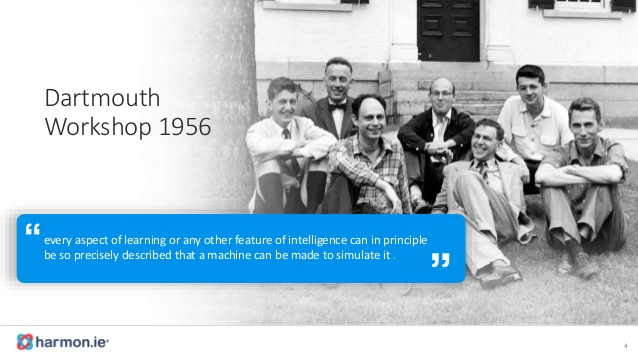 Dartmouth
Workshop 1956
“
every aspect of learning or any other feature of intelligence can in principle
be so precisely described that a machine can be made to simulate it .
”
harmon.ie®
4